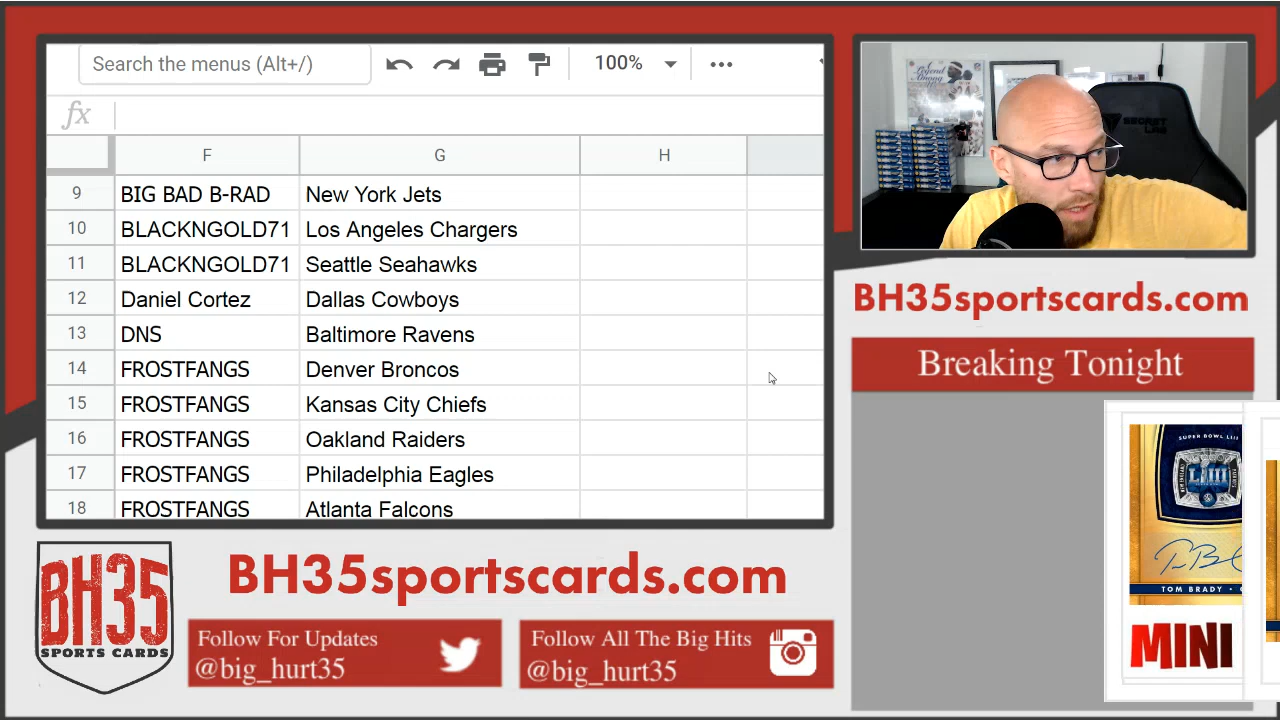 Search the menus (Alt+/)
100%
fx
F G H
9 BIG BAD B-RAD New York Jets
10 BLACKNGOLD71 Los Angeles Chargers
11 BLACKNGOLD71 Seattle Seahawks
12 Daniel Cortez Dallas Cowboys
13 DNS Baltimore Ravens
14 FROSTFANGS Denver Broncos
15 FROSTFANGS Kansas City Chiefs
16 FROSTFANGS Oakland Raiders
17 FROSTFANGS Philadelphia Eagles
18 FROSTFANGS Atlanta Falcons
SECRET
LAB
BH35sportscards.com
Breaking Tonight
SUPER BOWL LIII
LIII
TOM BRADY
MINI
BH35
SPORTS CARDS
BH35sportscards.com
Follow For Updates
@big_hurt35
Follow All The Big Hits
@big_hurt35